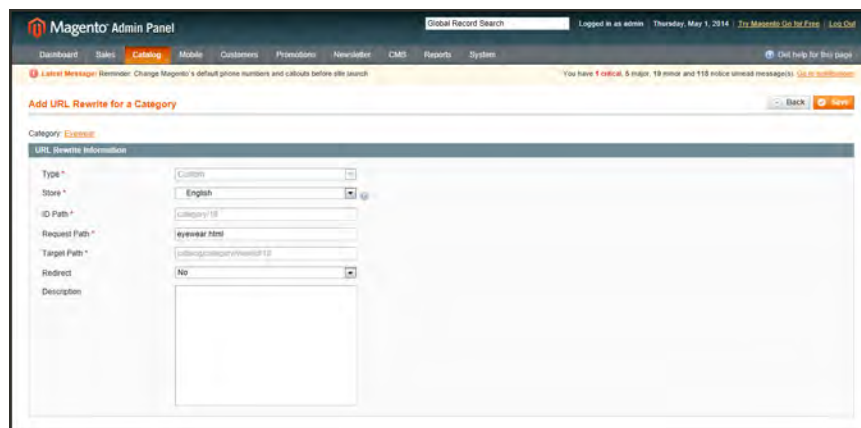 Magento Admin Panel
Global Record Search
Logged in as admin | Thursday, May 1, 2014 | Try Magento Go for Free | Log Out
Dashboard Sales Catalog Mobile Customers Promotions Newsletter CMS Reports System
Get help for this page
Latest Message: Reminder: Change Magento's default phone numbers and callouts before site launch
You have 1 critical, 5 major, 19 minor and 118 notice unread message(s). Go to notifications
Add URL Rewrite for a Category
Back Save
Category: Eyewear
URL Rewrite Information
Type *
Custom
Store *
English
ID Path *
category/18
Request Path *
eyewear.html
Target Path *
Redirect
No
Description